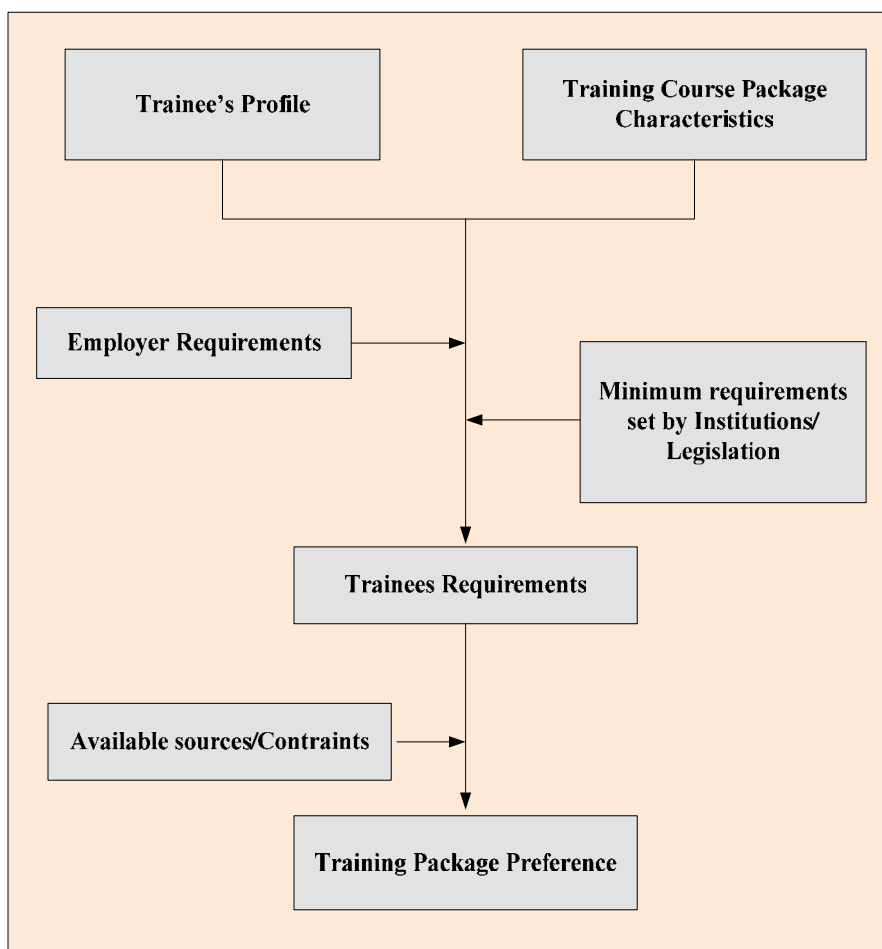 Trainee’s Profile
Training Course Package
Characteristics
Employer Requirements
Minimum requirements
set by Institutions/
Legislation
Trainees Requirements
Available sources/Contraints
Training Package Preference